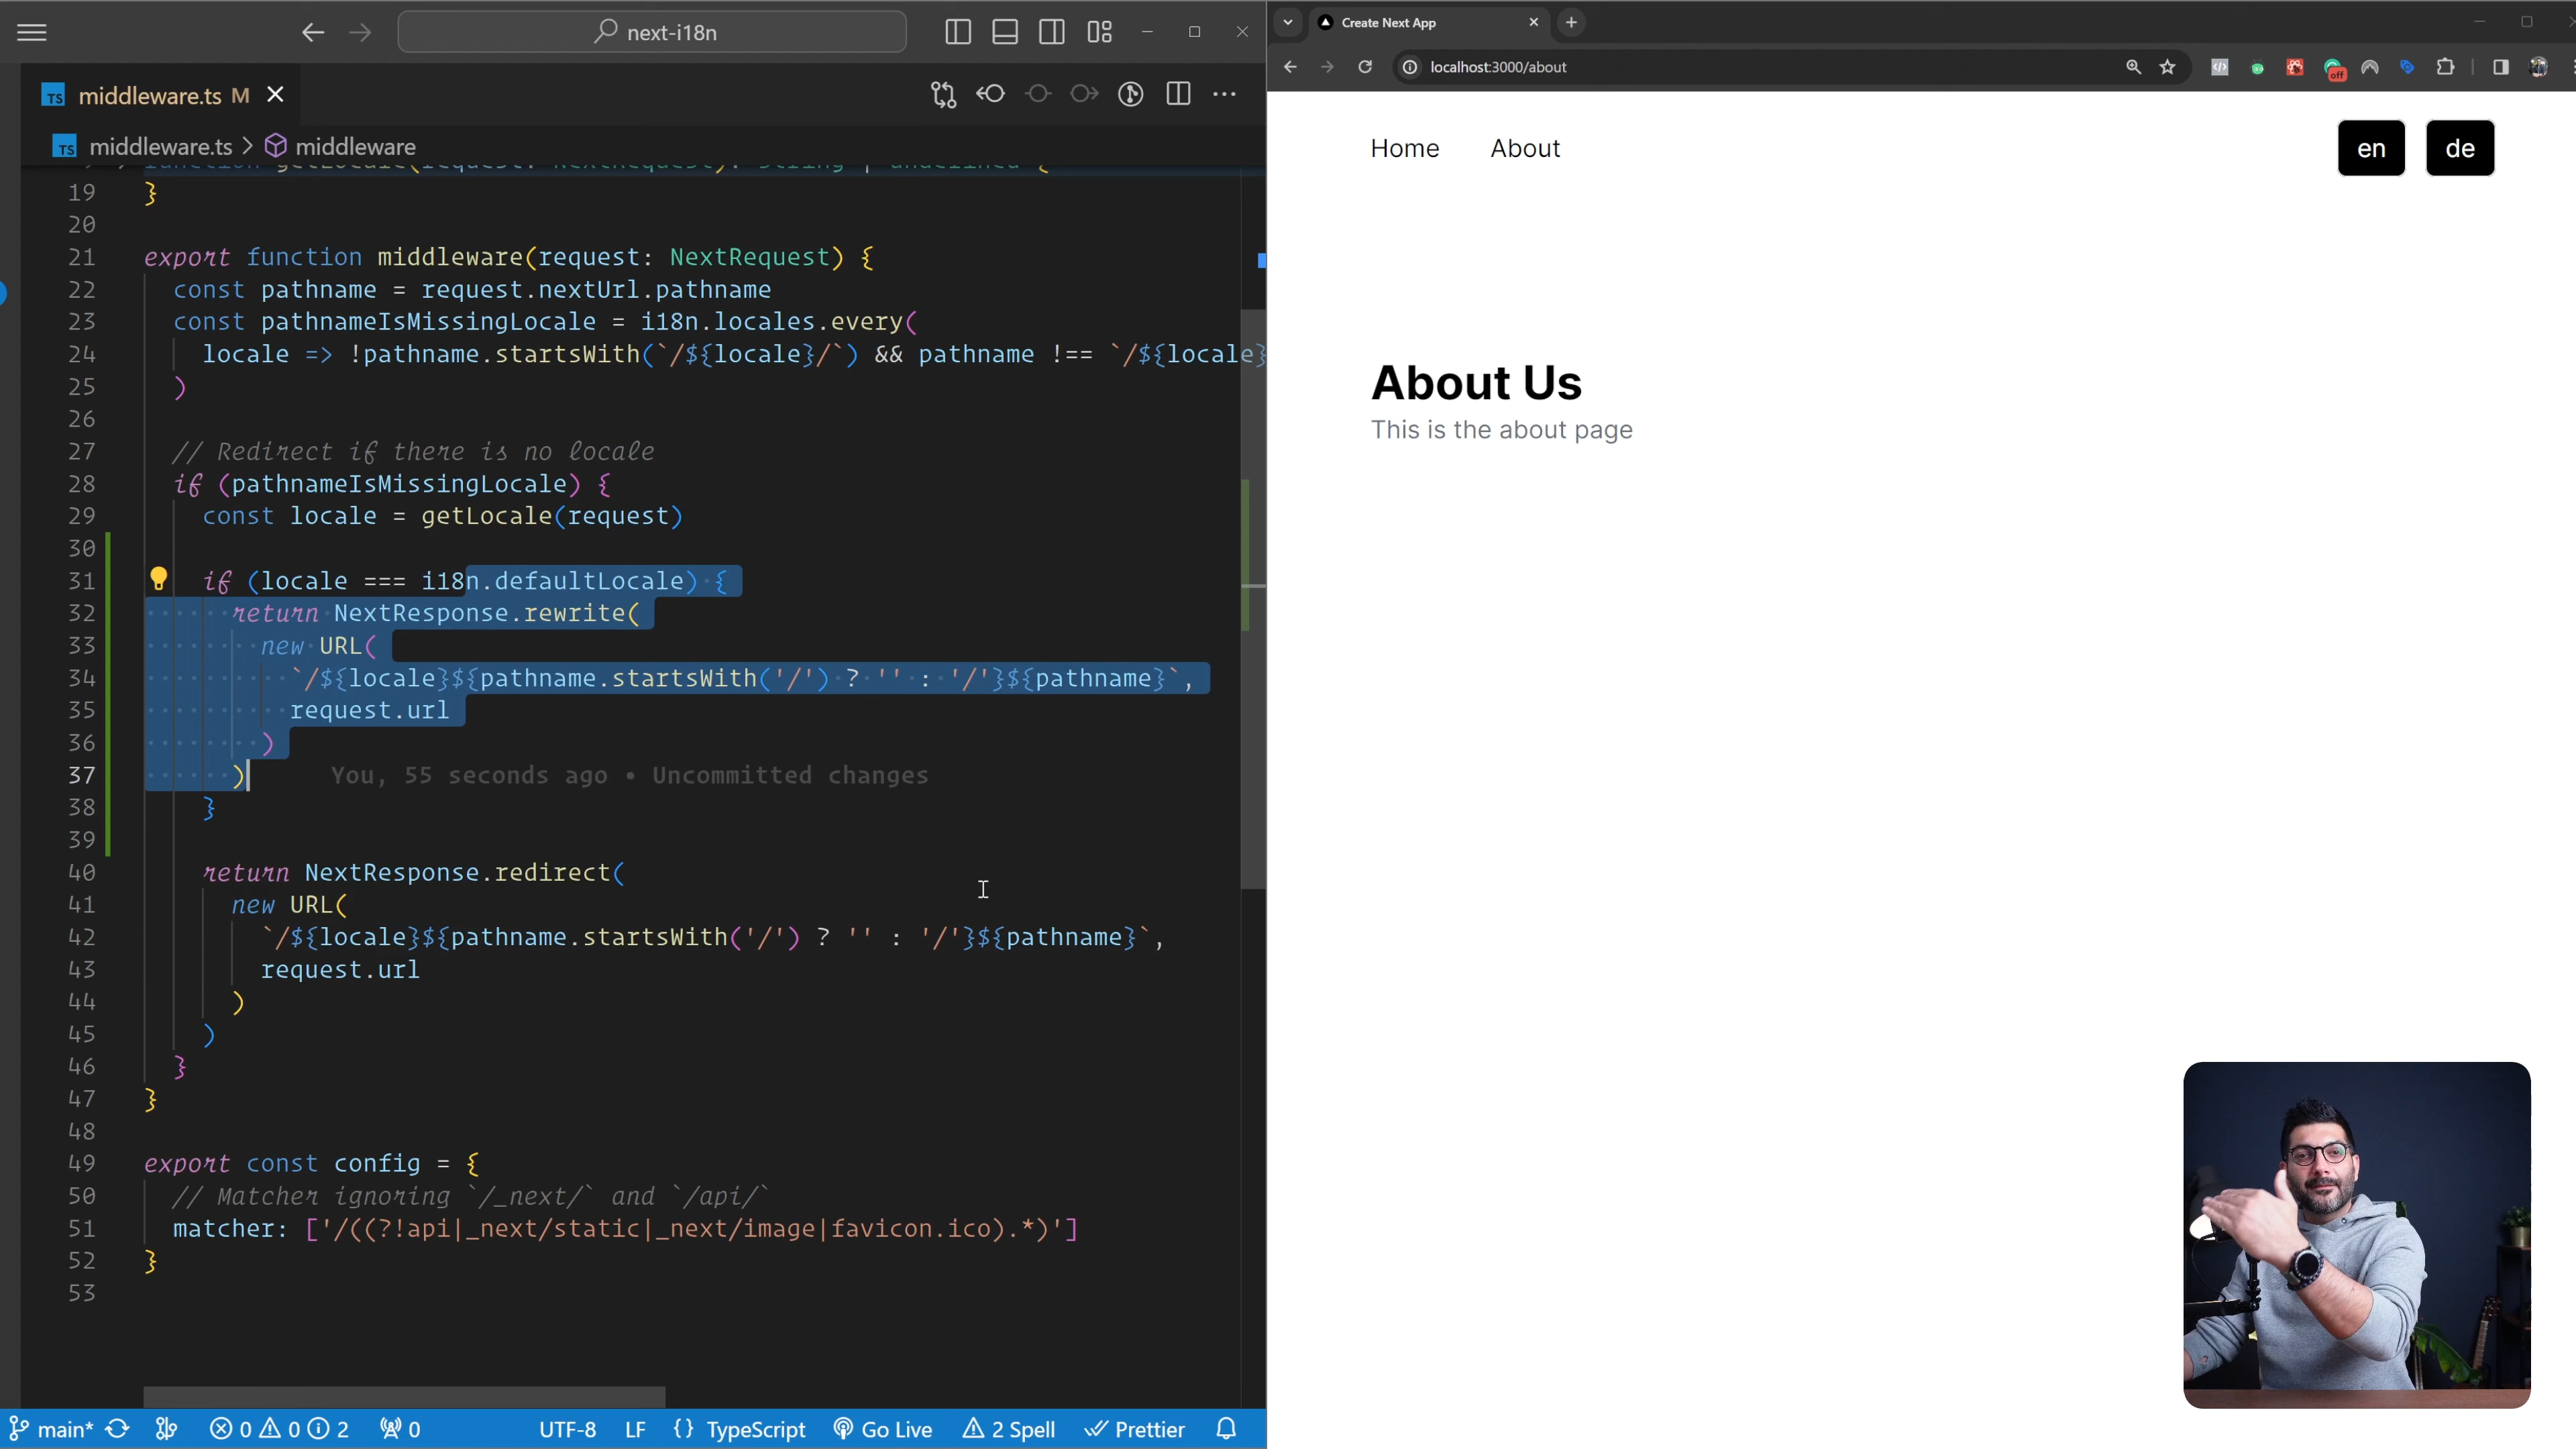 next-i18n
TS middleware.ts M
TS middleware.ts > middleware
19 }
20
21 export function middleware(request: NextRequest) {
22 const pathname = request.nextUrl.pathname
23 const pathnameIsMissingLocale = i18n.locales.every(
24 locale => !pathname.startsWith(`/${locale}/`) && pathname !== `/${locale}
25 )
26
27 // Redirect if there is no locale
28 if (pathnameIsMissingLocale) {
29 const locale = getLocale(request)
30
31 if (locale === i18n.defaultLocale) {
32 return NextResponse.rewrite(
33 new URL(
34 `/${locale}${pathname.startsWith('/') ? '' : '/'}${pathname}`,
35 request.url
36 )
37 ) You, 55 seconds ago • Uncommitted changes
38 }
39
40 return NextResponse.redirect(
41 new URL(
42 `/${locale}${pathname.startsWith('/') ? '' : '/'}${pathname}`,
43 request.url
44 )
45 )
46 }
47 }
48
49 export const config = {
50 // Matcher ignoring `/_next/` and `/api/`
51 matcher: ['/((?!api|_next/static|_next/image|favicon.ico).*)']
52 }
53
main* 0 0 2 0 UTF-8 LF {} TypeScript Go Live 2 Spell Prettier
Create Next App
localhost:3000/about
off
Home About en de
About Us
This is the about page